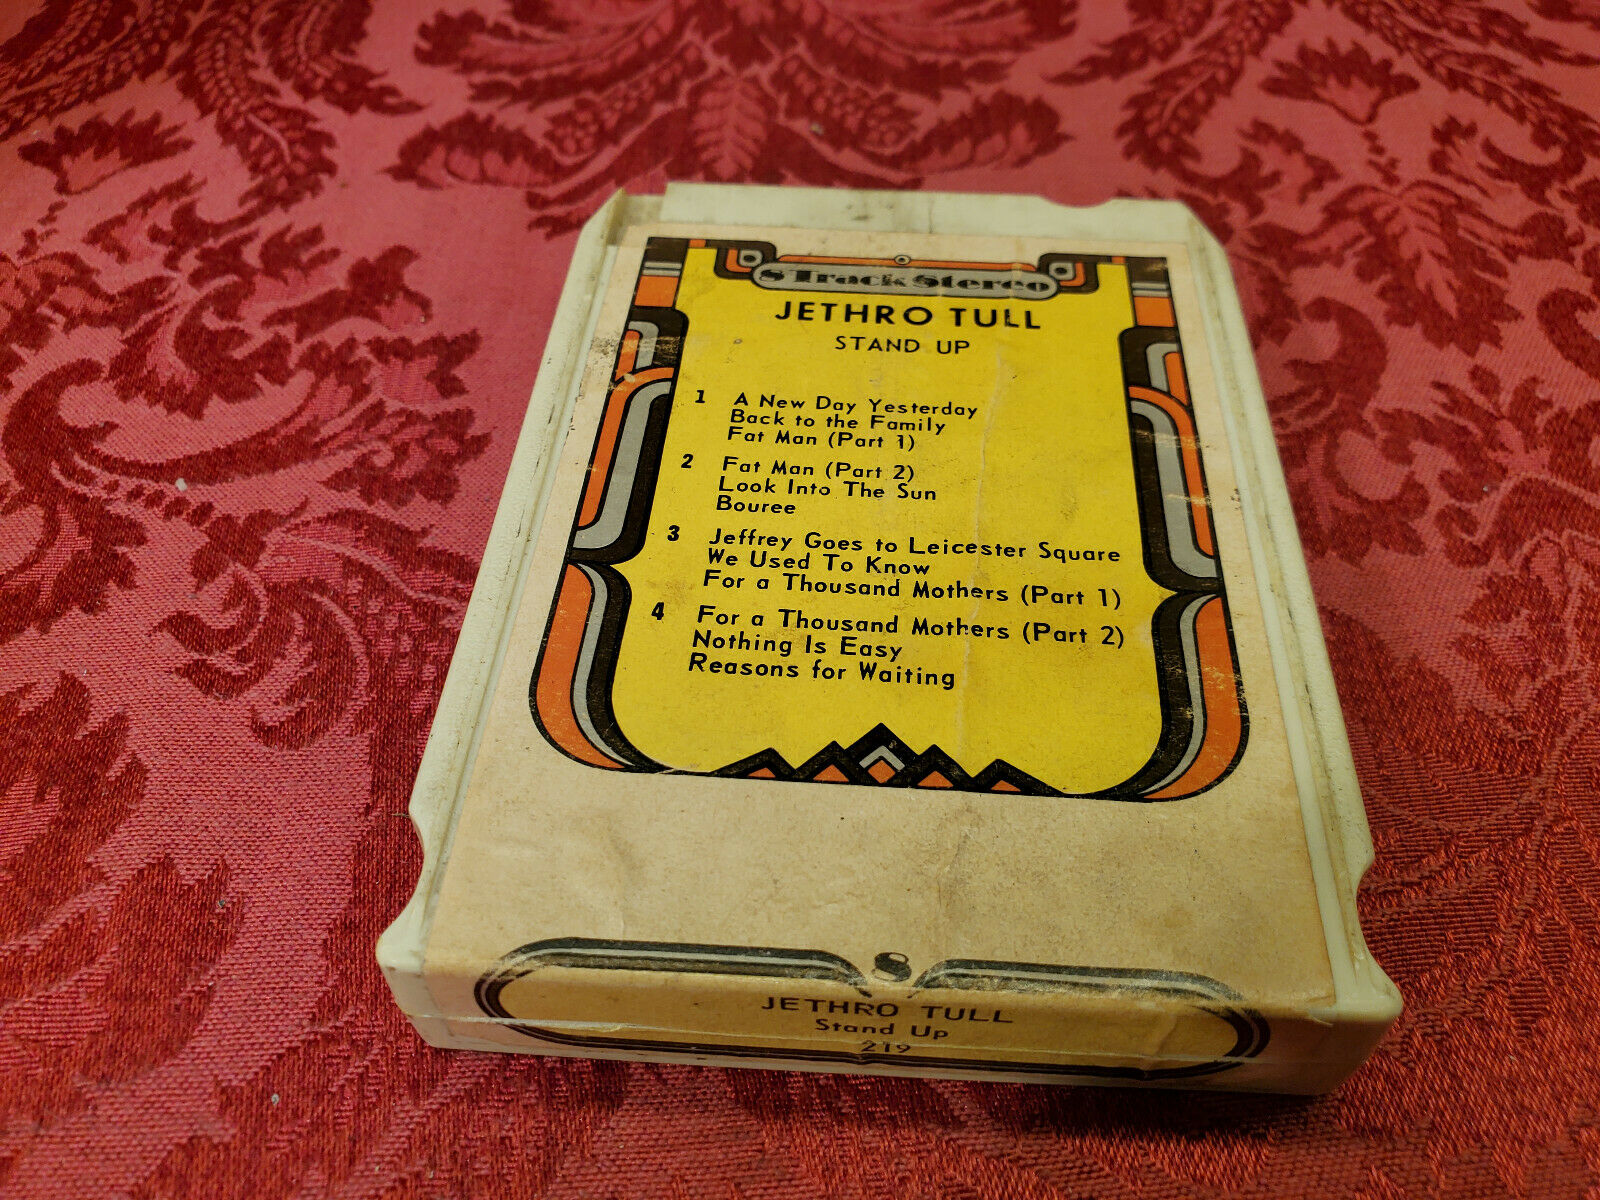 8 Track Stereo
JETHRO TULL
STAND UP
1 A New Day Yesterday
Back to the Family
Fat Man (Part 1)
2 Fat Man (Part 2)
Look Into The Sun
Bouree
3 Jeffrey Goes to Leicester Square
We Used To Know
For a Thousand Mothers (Part 1)
4 For a Thousand Mothers (Part 2)
Nothing Is Easy
Reasons for Waiting
8
JETHRO TULL
Stand Up
219